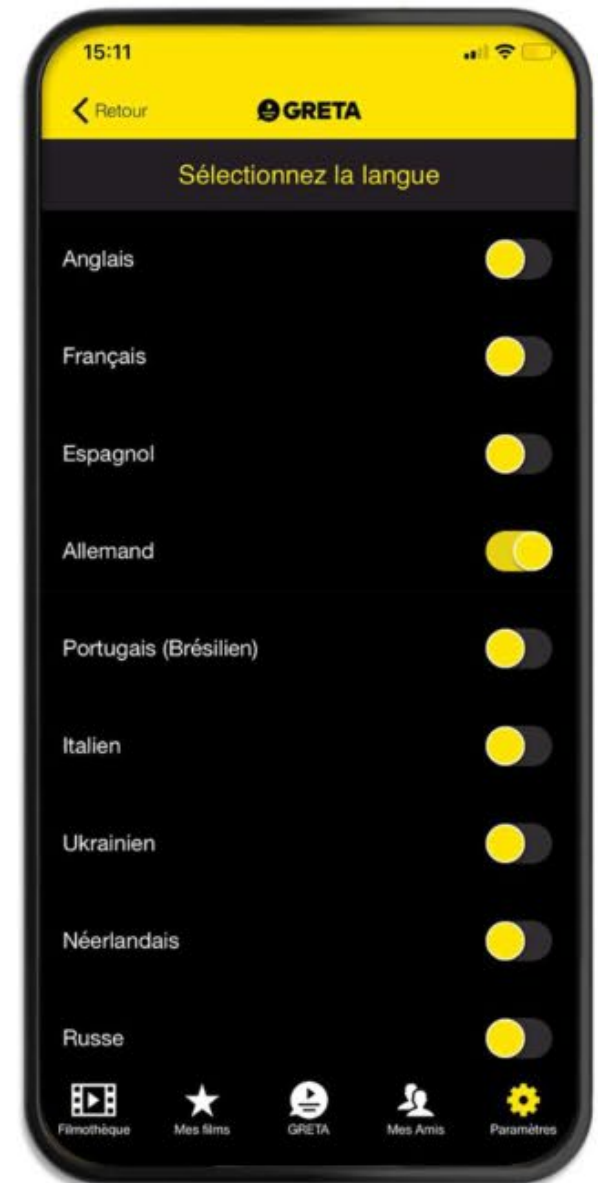 15:11
Retour
GRETA
Sélectionnez la langue
Anglais
Français
Espagnol
Allemand
Portugais (Brésilien)
Italien
Ukrainien
Néerlandais
Russe
Filmothèque
Mes films
GRETA
Mes Amis
Paramètres